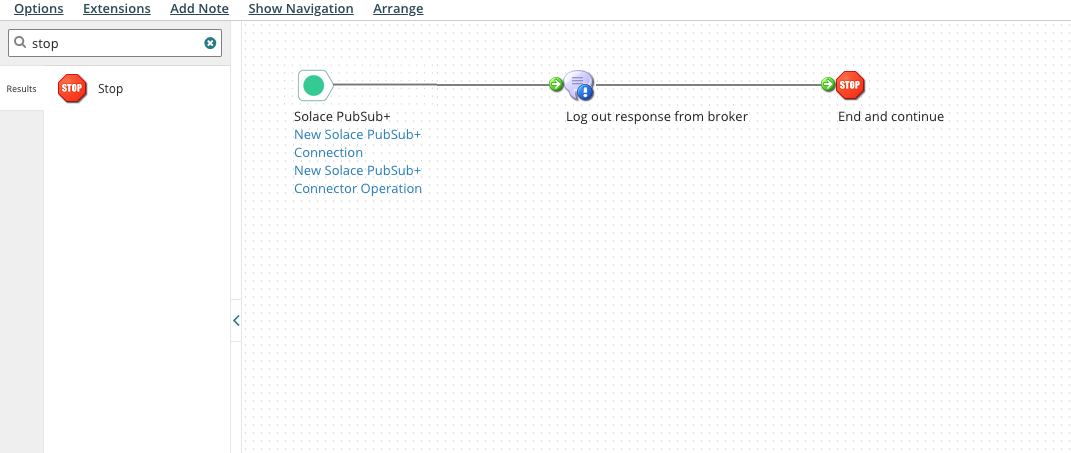 Options Extensions Add Note Show Navigation Arrange
stop
Results
STOP
Stop
STOP
Solace PubSub+
New Solace PubSub+
Connection
New Solace PubSub+
Connector Operation
Log out response from broker
End and continue